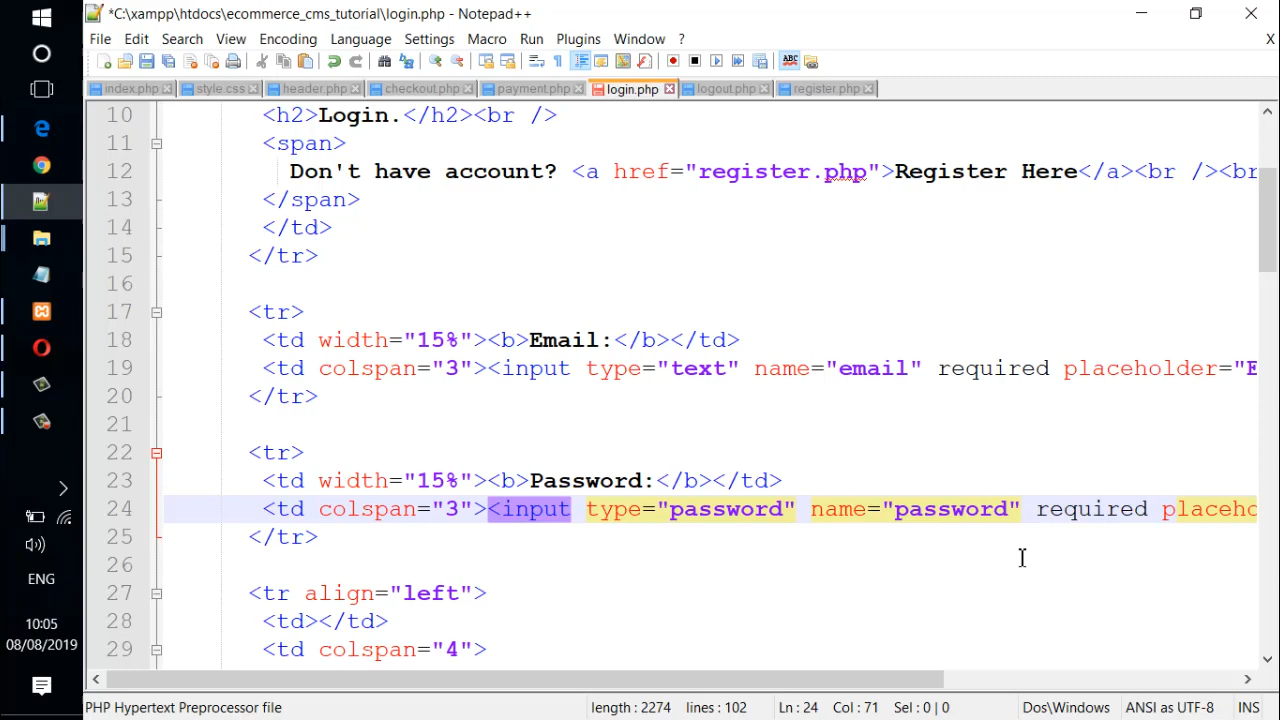 *C:\xampp\htdocs\ecommerce_cms_tutorial\login.php - Notepad++
File Edit Search View Encoding Language Settings Macro Run Plugins Window ? X
index.php style.css header.php checkout.php payment.php login.php logout.php register.php
10 <h2>Login.</h2><br />
11 <span>
12 Don't have account? <a href="register.php">Register Here</a><br /><br
13 </span>
14 </td>
15 </tr>
16
17 <tr>
18 <td width="15%"><b>Email:</b></td>
19 <td colspan="3"><input type="text" name="email" required placeholder="E
20 </tr>
21
22 <tr>
23 <td width="15%"><b>Password:</b></td>
24 <td colspan="3"><input type="password" name="password" required placeho
25 </tr>
26
27 <tr align="left">
28 <td></td>
29 <td colspan="4">
ENG
10:05
08/08/2019
PHP Hypertext Preprocessor file length : 2274 lines : 102 Ln : 24 Col : 71 Sel : 0 | 0 Dos\Windows ANSI as UTF-8 INS